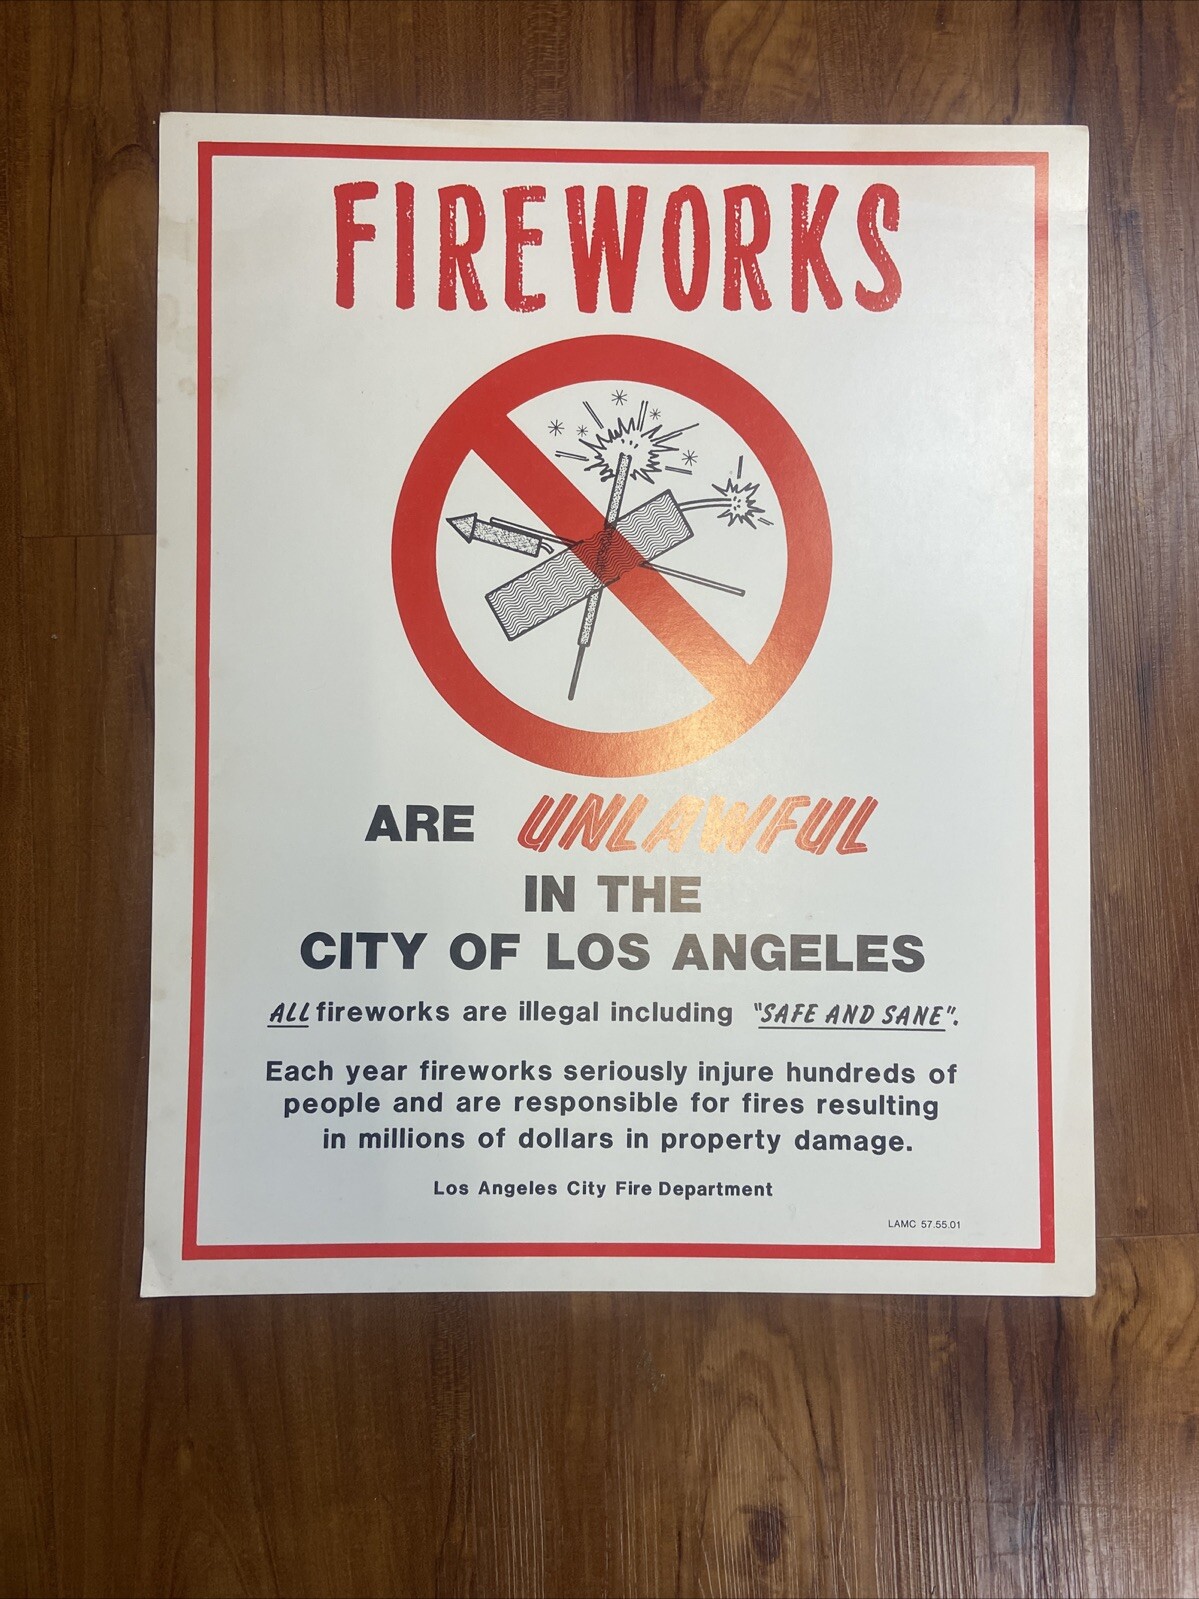 FIREWORKS
ARE UNLAWFUL
IN THE
CITY OF LOS ANGELES
ALL fireworks are illegal including "SAFE AND SANE".
Each year fireworks seriously injure hundreds of
people and are responsible for fires resulting
in millions of dollars in property damage.
Los Angeles City Fire Department
LAMC 57.55.01